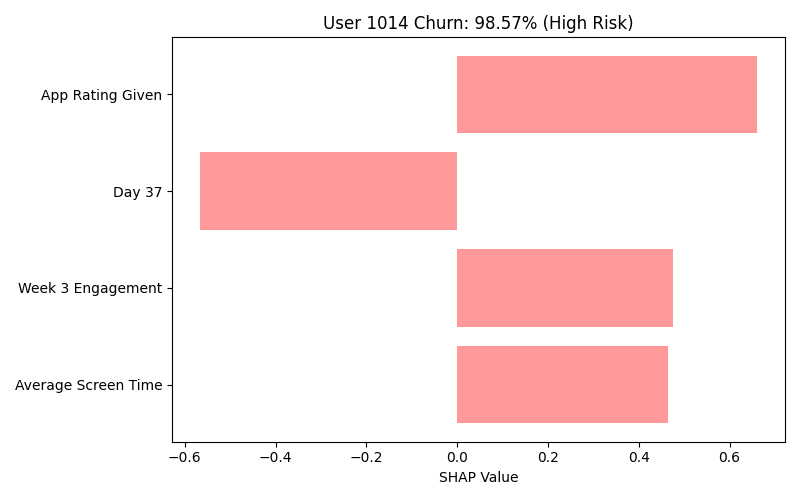 User 1014 Churn: 98.57% (High Risk)
App Rating Given
Day 37
Week 3 Engagement
Average Screen Time
−0.6 −0.4 −0.2 0.0 0.2 0.4 0.6
SHAP Value